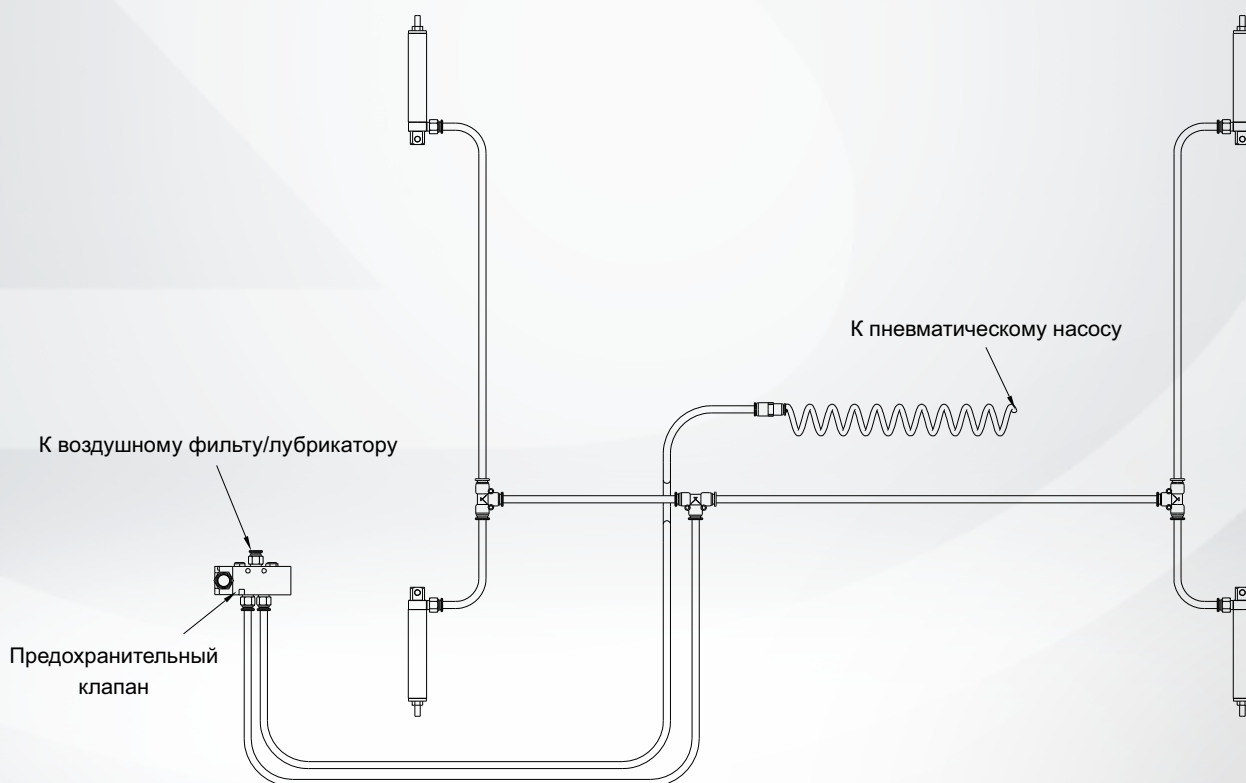 К пневматическому насосу
К воздушному фильту/лубрикатору
Предохранительный
клапан